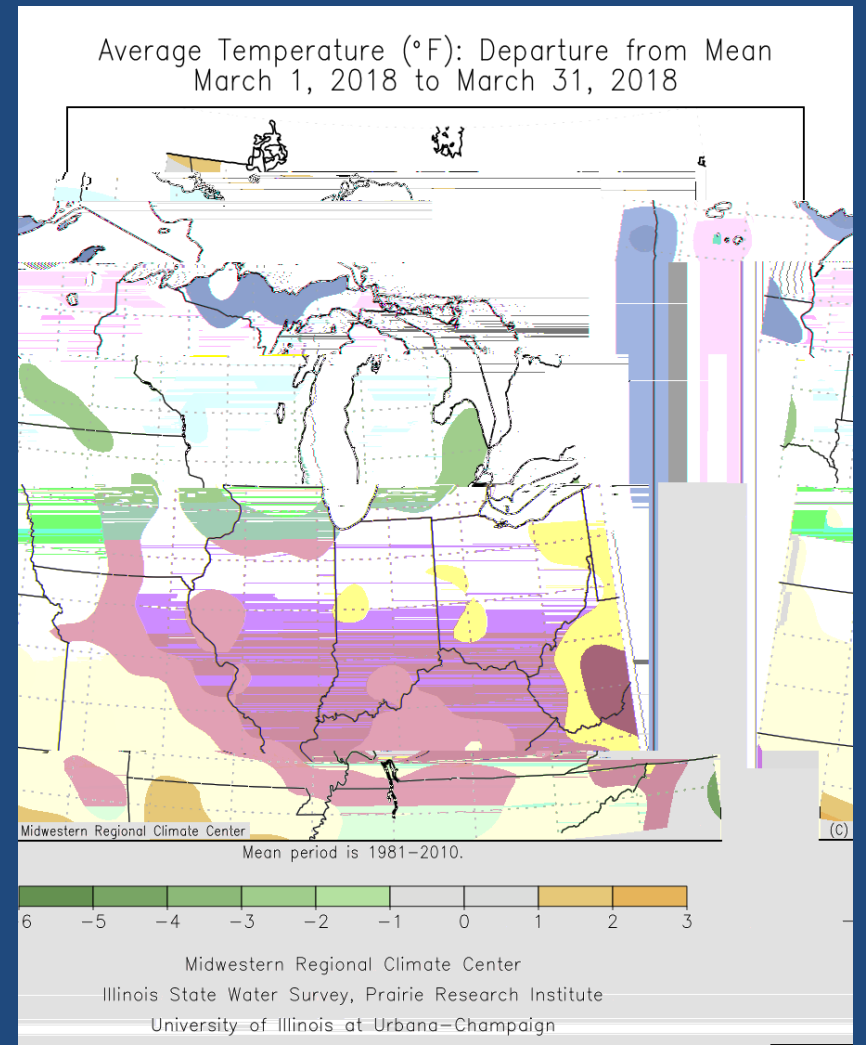 Average Temperature (°F): Departure from Mean
March 1, 2018 to March 31, 2018
Midwestern Regional Climate Center
(C)
Mean period is 1981−2010.
6 −5 −4 −3 −2 −1 0 1 2 3 −
Midwestern Regional Climate Center
Illinois State Water Survey, Prairie Research Institute
University of Illinois at Urbana−Champaign